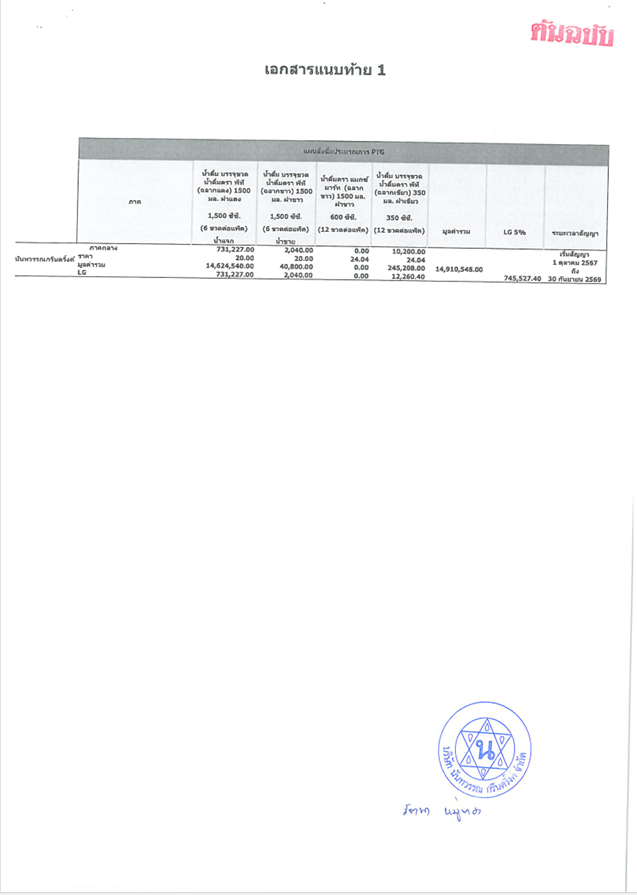 ต้นฉบับ
เอกสารแนบท้าย 1
แผนสั่งซื้อประมาณการ PTG
ภาค
น้ำดื่ม บรรจุขวด น้ำดื่มตรา พีที (ฉลากแดง) 1500 มล. ฝาแดง
น้ำดื่ม บรรจุขวด น้ำดื่มตรา พีที (ฉลากขาว) 1500 มล. ฝาขาว
น้ำดื่มตรา แมกซ์ มาร์ท (ฉลากขาว) 1500 มล. ฝาขาว
น้ำดื่ม บรรจุขวด น้ำดื่มตรา พีที (ฉลากเขียว) 350 มล. ฝาเขียว
1,500 ซีซี. 1,500 ซีซี. 600 ซีซี. 350 ซีซี.
(6 ขวดต่อแพ็ค) (6 ขวดต่อแพ็ค) (12 ขวดต่อแพ็ค) (12 ขวดต่อแพ็ค) มูลค่ารวม LG 5% ระยะเวลาสัญญา
น้ำแจก น้ำขาย
ภาคกลาง 731,227.00 2,040.00 0.00 10,200.00 เริ่มสัญญา
นันทวรรณกรีนดริ้งค์ ราคา 20.00 20.00 24.04 24.04 1 ตุลาคม 2567
มูลค่ารวม 14,624,540.00 40,800.00 0.00 245,208.00 14,910,548.00 ถึง
LG 731,227.00 2,040.00 0.00 12,260.40 745,527.40 30 กันยายน 2569
น
บริษัท นันทวรรณ กรีนดริ้งค์ จำกัด